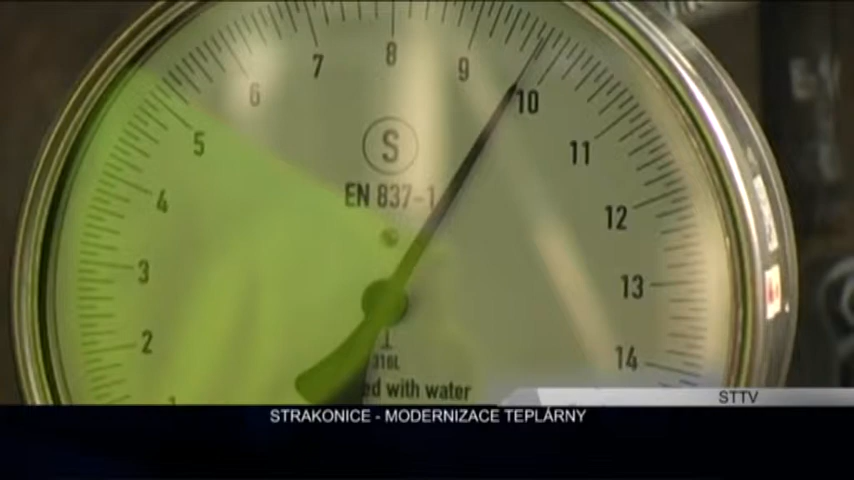 8
7
9
6
10
5
S
11
EN 837-1
4
12
3
13
2
14
316L
ed with water
STTV
STRAKONICE - MODERNIZACE TEPLÁRNY